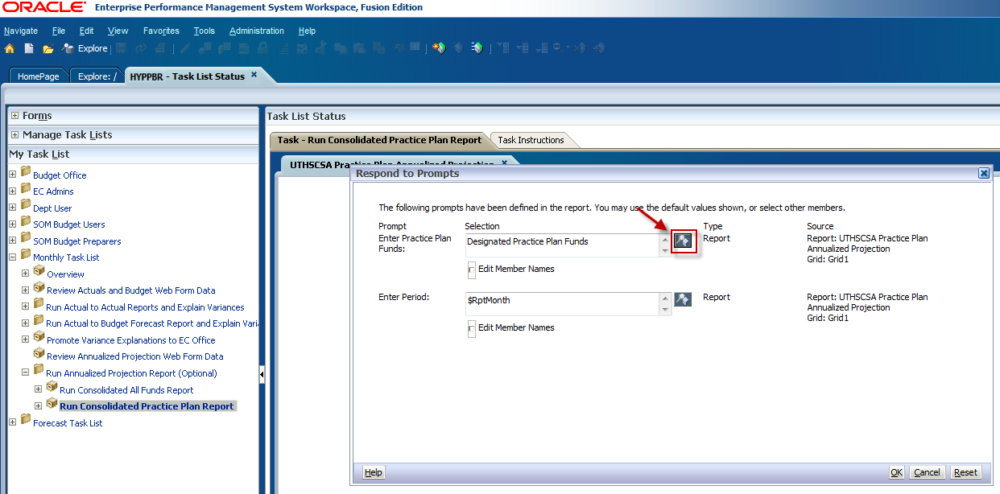 ORACLE® Enterprise Performance Management System Workspace, Fusion Edition
Navigate File Edit View Favorites Tools Administration Help
Explore
HomePage Explore: / HYPPBR - Task List Status
Forms
Manage Task Lists
My Task List
Budget Office
EC Admins
Dept User
SOM Budget Users
SOM Budget Preparers
Monthly Task List
Overview
Review Actuals and Budget Web Form Data
Run Actual to Actual Reports and Explain Variances
Run Actual to Budget Forecast Report and Explain Varia
Promote Variance Explanations to EC Office
Review Annualized Projection Web Form Data
Run Annualized Projection Report (Optional)
Run Consolidated All Funds Report
Run Consolidated Practice Plan Report
Forecast Task List
Task List Status
Task - Run Consolidated Practice Plan Report Task Instructions
UTHSCSA Practice Plan Annualized Projection
Respond to Prompts
The following prompts have been defined in the report. You may use the default values shown, or select other members.
Prompt Selection Type Source
Enter Practice Plan Funds:
Designated Practice Plan Funds
Edit Member Names
Report
Report: UTHSCSA Practice Plan
Annualized Projection
Grid: Grid1
Enter Period:
$RptMonth
Edit Member Names
Report
Report: UTHSCSA Practice Plan
Annualized Projection
Grid: Grid1
Help OK Cancel Reset